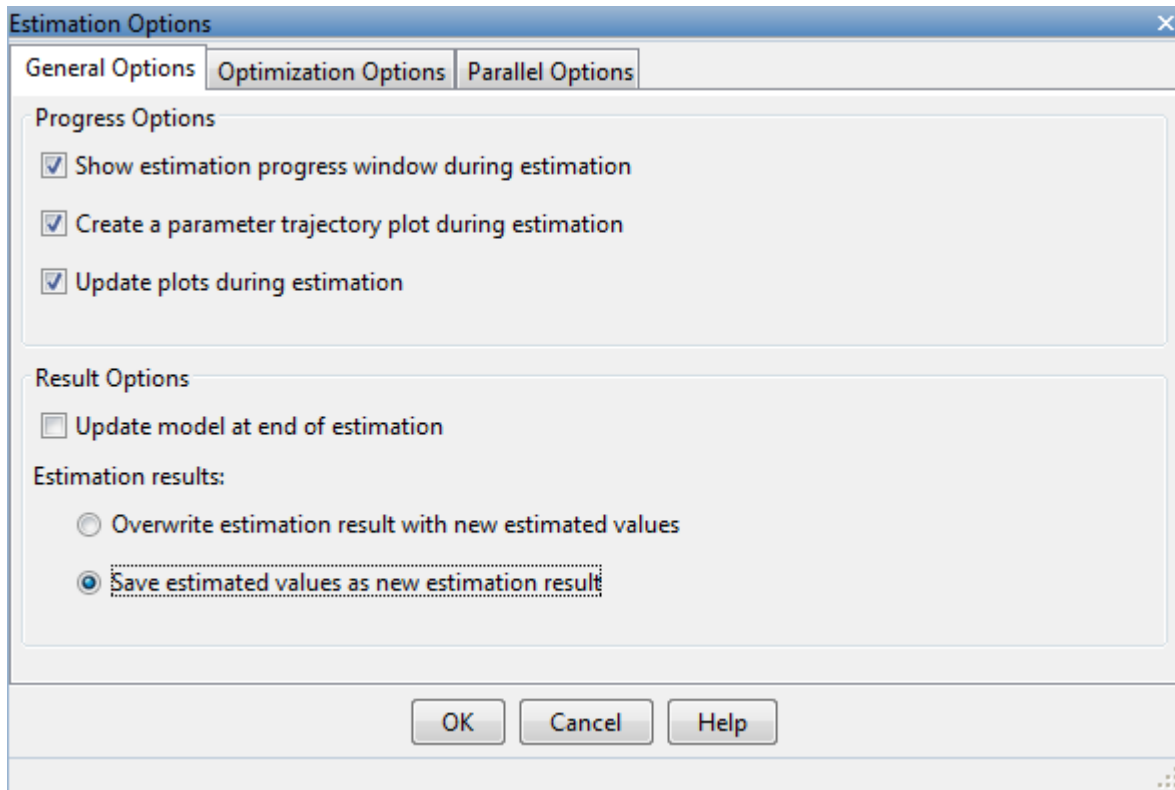 Estimation Options
General Options Optimization Options Parallel Options
Progress Options
Show estimation progress window during estimation
Create a parameter trajectory plot during estimation
Update plots during estimation
Result Options
Update model at end of estimation
Estimation results:
Overwrite estimation result with new estimated values
Save estimated values as new estimation result
OK Cancel Help